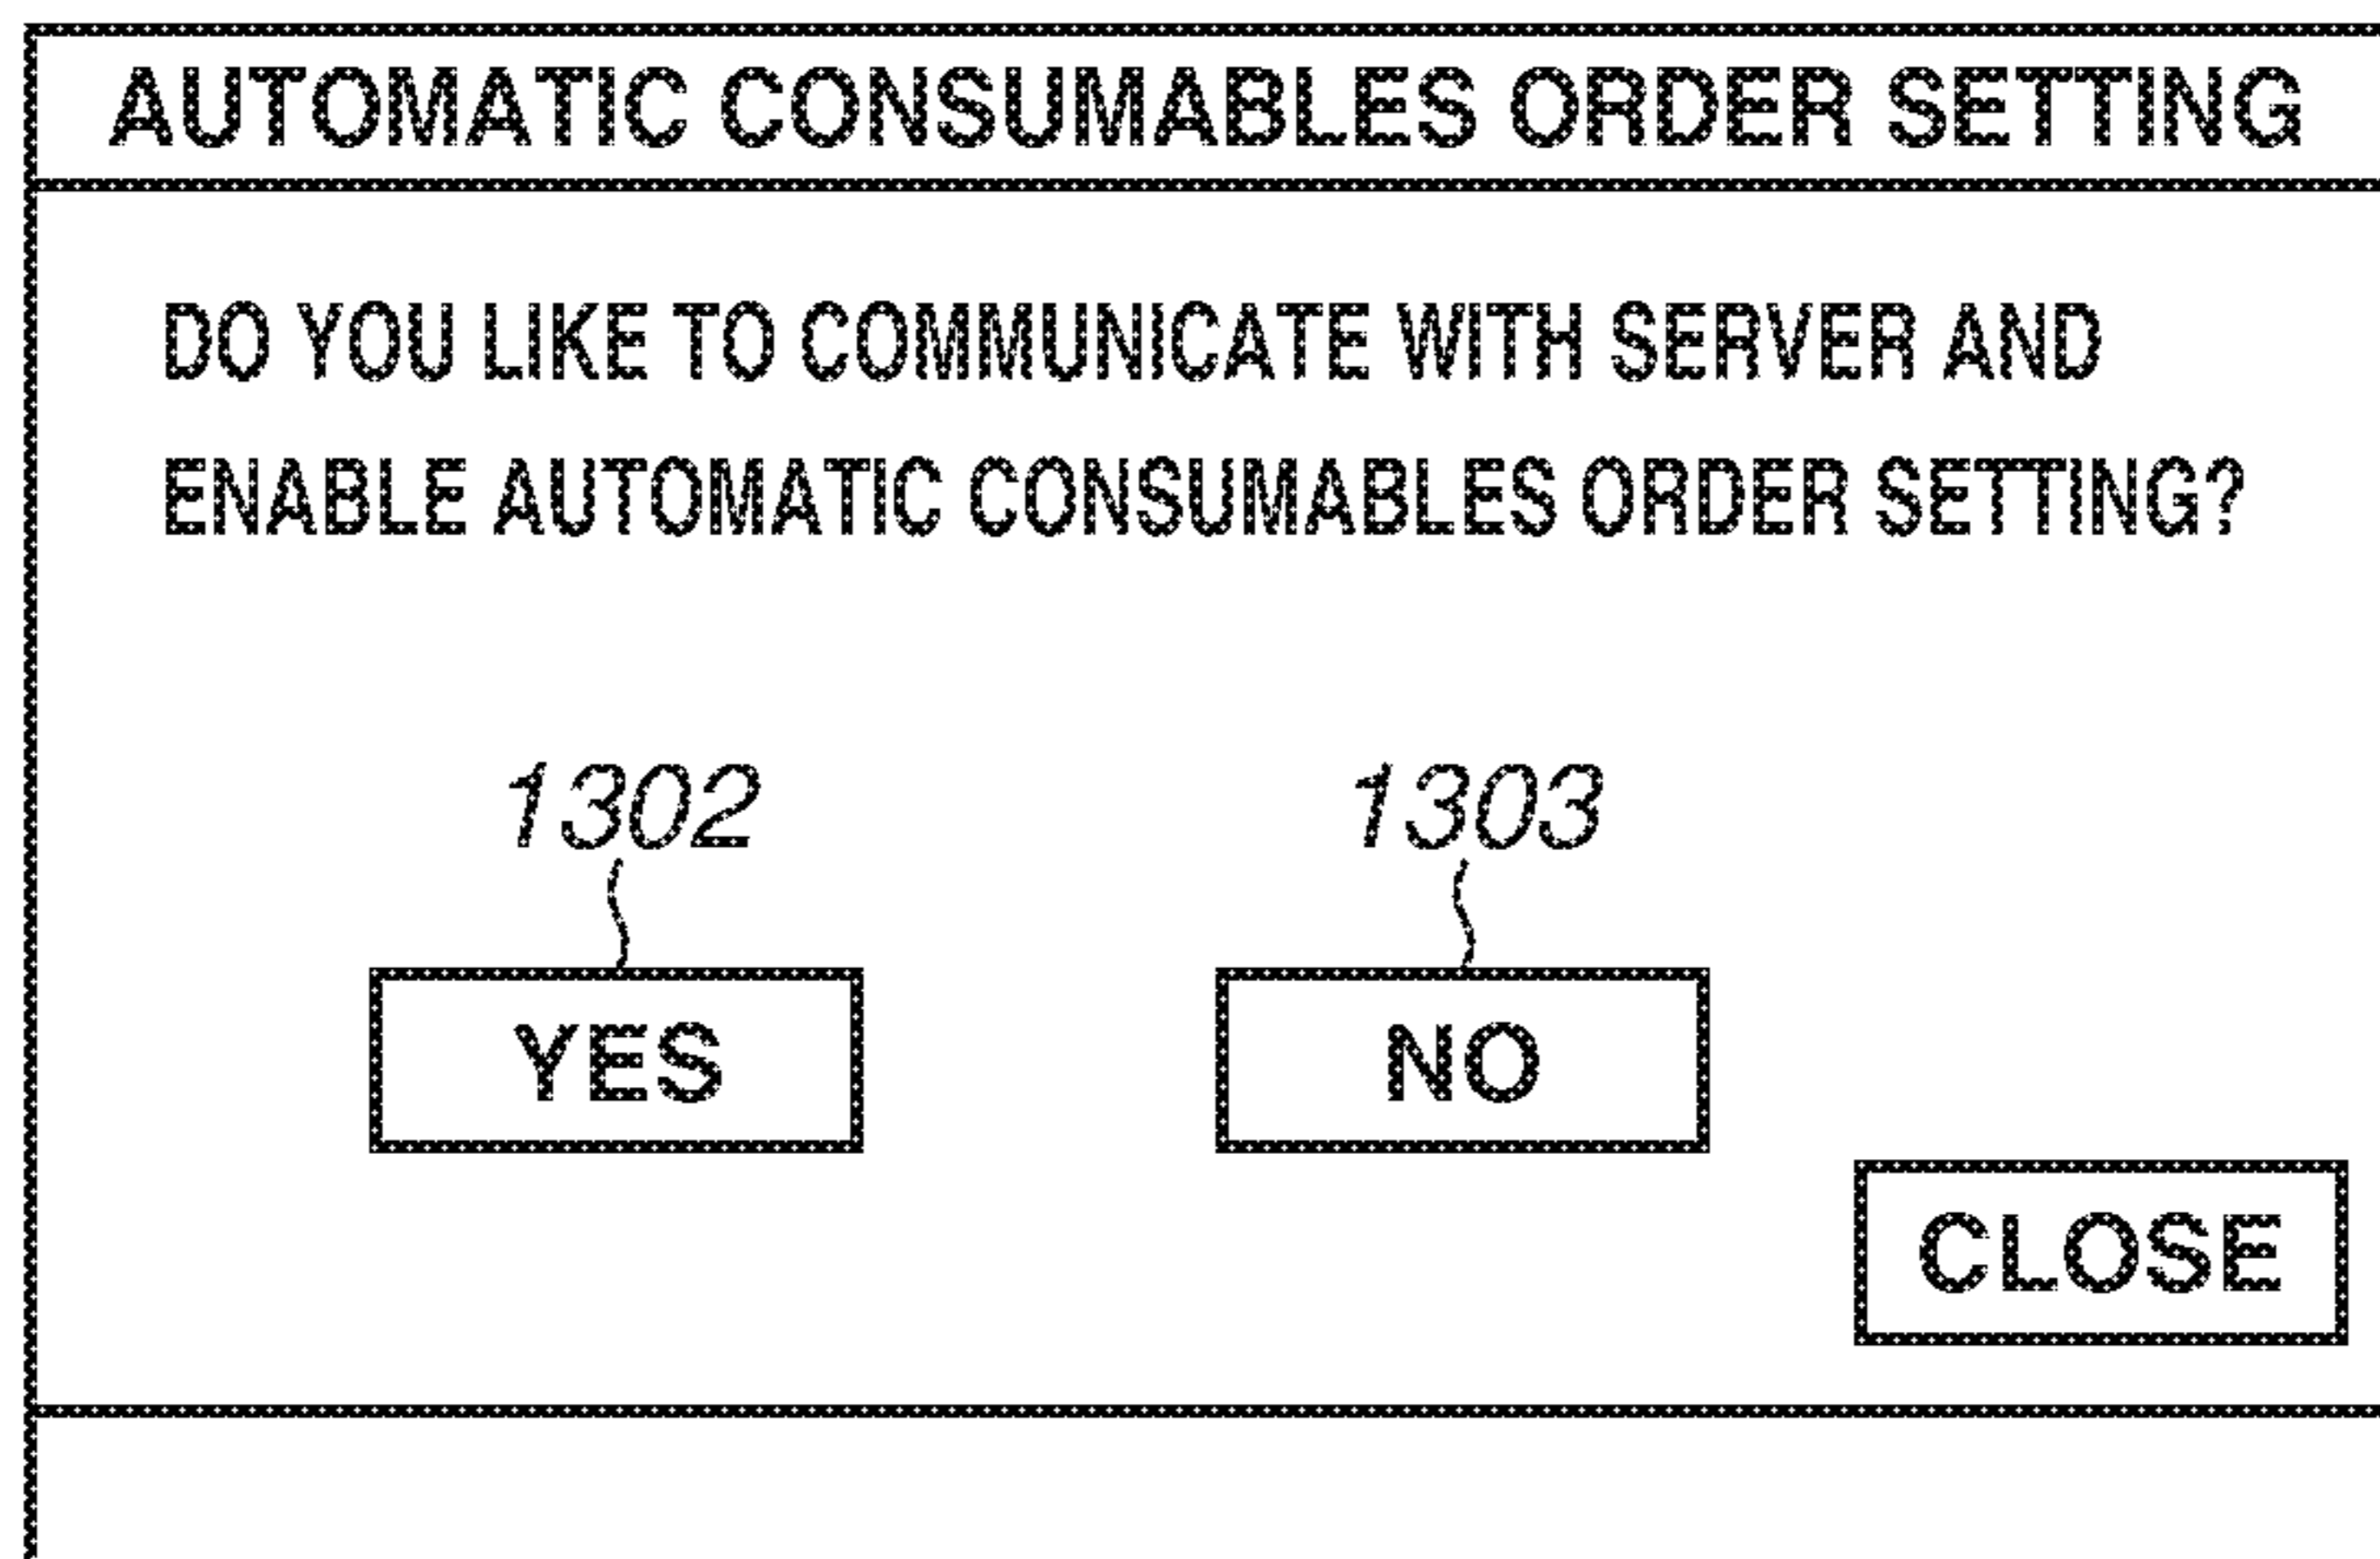 AUTOMATIC CONSUMABLES ORDER SETTING
DO YOU LIKE TO COMMUNICATE WITH SERVER AND
ENABLE AUTOMATIC CONSUMABLES ORDER SETTING?
1302 1303
YES NO
CLOSE